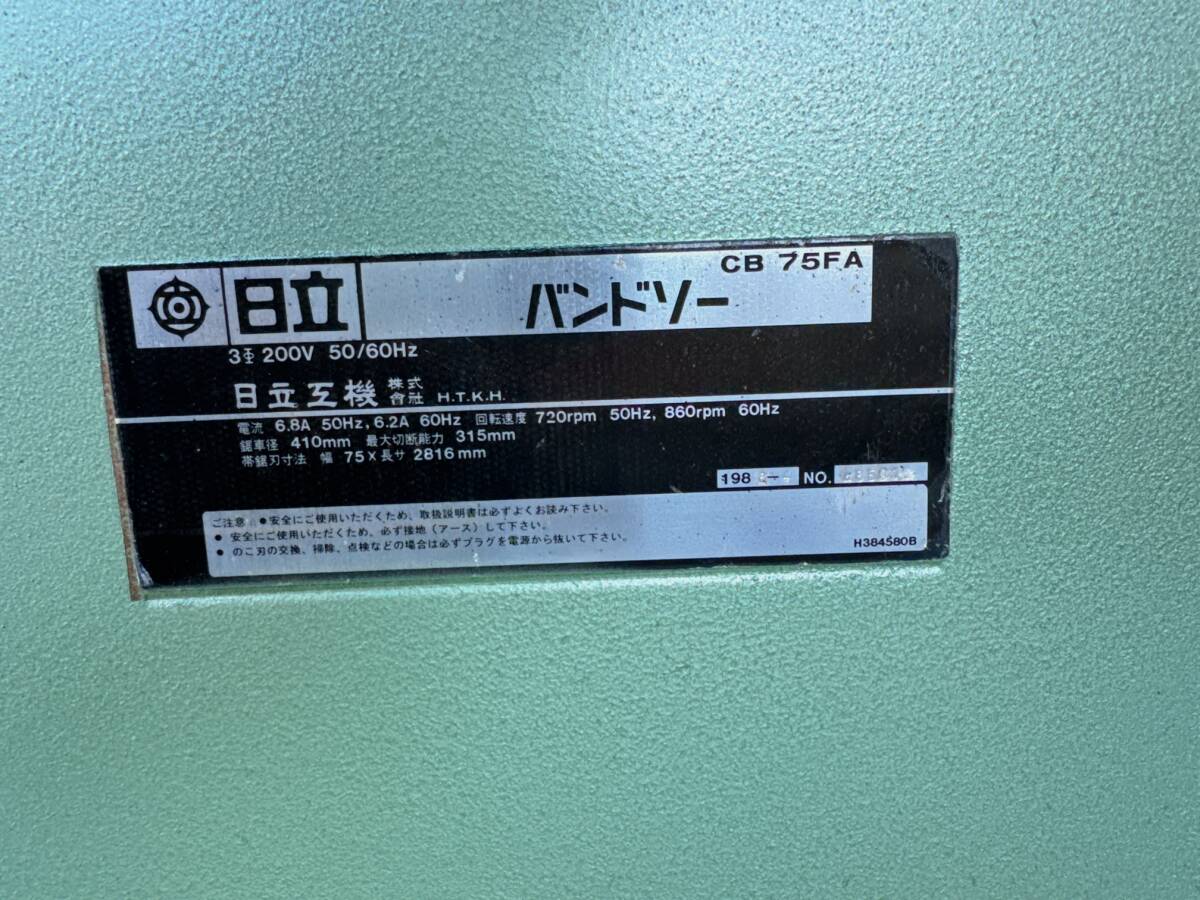 CB 75FA
日立 バンドソー
3⌀ 200V 50/60Hz
日立工機 株式會社 H.T.K.H.
電流 6.8A 50Hz, 6.2A 60Hz 回転速度 720rpm 50Hz, 860rpm 60Hz
鋸車径 410mm 最大切断能力 315mm
帯鋸刃寸法 幅 75×長サ 2816mm
198 NO.
ご注意 ●安全にご使用いただくため、取扱説明書は必ずよくお読み下さい。
● 安全にご使用いただくため、必ず接地(アース)して下さい。
● のこ刃の交換、掃除、点検などの場合は必ずプラグを電源から抜いて下さい。
H384580B